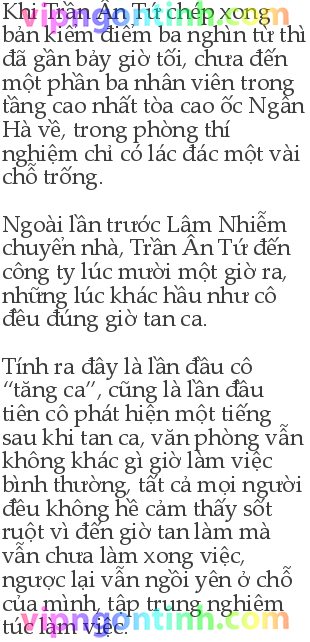 Khi Trần Ân Tứ chép xong
bản kiểm điểm ba nghìn từ thì
đã gần bảy giờ tối, chưa đến
một phần ba nhân viên trong
tầng cao nhất tòa cao ốc Ngân
Hà về, trong phòng thí
nghiệm chỉ có lác đác một vài
chỗ trống.
Ngoài lần trước Lâm Nhiễm
chuyển nhà, Trần Ân Tứ đến
công ty lúc mười một giờ ra,
những lúc khác hầu như cô
đều đúng giờ tan ca.
Tính ra đây là lần đầu cô
“tăng ca”, cũng là lần đầu
tiên cô phát hiện một tiếng
sau khi tan ca, văn phòng vẫn
không khác gì giờ làm việc
bình thường, tất cả mọi người
đều không hề cảm thấy sốt
ruột vì đến giờ tan làm mà
vẫn chưa làm xong việc,
ngược lại vẫn ngồi yên ở chỗ
của mình, tập trung nghiêm
túc làm việc.
vipngontinh.com
vipngontinh.com
vipngontinh.com
vipngontinh.com